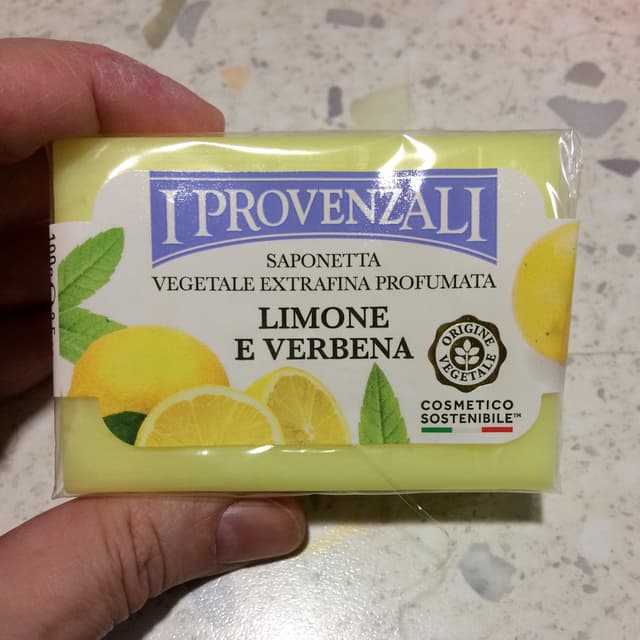 I PROVENZALI
SAPONETTA
VEGETALE EXTRAFINA PROFUMATA
LIMONE
E VERBENA
ORIGINE
VEGETALE
COSMETICO
SOSTENIBILE™